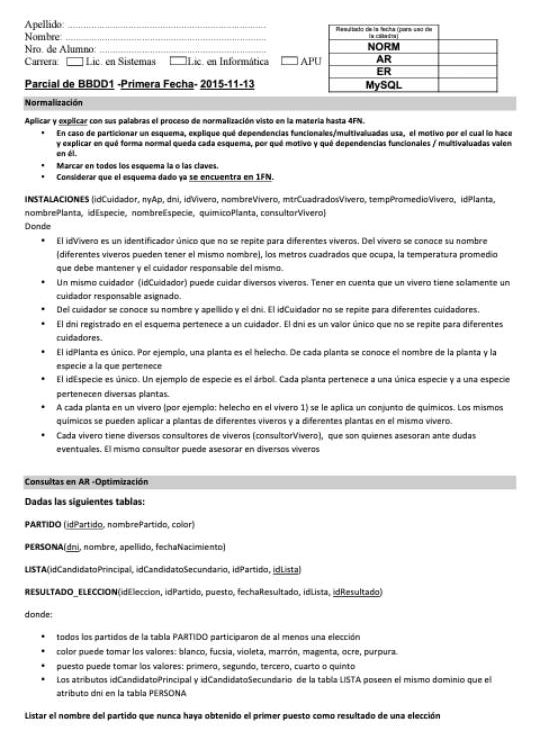 Apellido: ................................................................
Nombre: ................................................................
Nro. de Alumno: ......................................................
Carrera: Lic. en Sistemas Lic. en Informática APU
Resultado de la fecha (para uso de
la cátedra)
NORM
AR
ER
MySQL
Parcial de BBDD1 -Primera Fecha- 2015-11-13
Normalización
Aplicar y explicar con sus palabras el proceso de normalización visto en la materia hasta 4FN.
• En caso de particionar un esquema, explique qué dependencias funcionales/multivaluadas usa, el motivo por el cual lo hace
y explicar en qué forma normal queda cada esquema, por qué motivo y qué dependencias funcionales / multivaluadas valen
en él.
• Marcar en todos los esquema la o las claves.
• Considerar que el esquema dado ya se encuentra en 1FN.
INSTALACIONES (idCuidador, nyAp, dni, idVivero, nombreVivero, mtrCuadradosVivero, tempPromedioVivero, idPlanta,
nombrePlanta, idEspecie, nombreEspecie, quimicoPlanta, consultorVivero)
Donde
• El idVivero es un identificador único que no se repite para diferentes viveros. Del vivero se conoce su nombre
(diferentes viveros pueden tener el mismo nombre), los metros cuadrados que ocupa, la temperatura promedio
que debe mantener y el cuidador responsable del mismo.
• Un mismo cuidador (idCuidador) puede cuidar diversos viveros. Tener en cuenta que un vivero tiene solamente un
cuidador responsable asignado.
• Del cuidador se conoce su nombre y apellido y el dni. El idCuidador no se repite para diferentes cuidadores.
• El dni registrado en el esquema pertenece a un cuidador. El dni es un valor único que no se repite para diferentes
cuidadores.
• El idPlanta es único. Por ejemplo, una planta es el helecho. De cada planta se conoce el nombre de la planta y la
especie a la que pertenece
• El idEspecie es único. Un ejemplo de especie es el árbol. Cada planta pertenece a una única especie y a una especie
pertenecen diversas plantas.
• A cada planta en un vivero (por ejemplo: helecho en el vivero 1) se le aplica un conjunto de químicos. Los mismos
químicos se pueden aplicar a plantas de diferentes viveros y a diferentes plantas en el mismo vivero.
• Cada vivero tiene diversos consultores de viveros (consultorVivero), que son quienes asesoran ante dudas
eventuales. El mismo consultor puede asesorar en diversos viveros
Consultas en AR -Optimización
Dadas las siguientes tablas:
PARTIDO (idPartido, nombrePartido, color)
PERSONA(dni, nombre, apellido, fechaNacimiento)
LISTA(idCandidatoPrincipal, idCandidatoSecundario, idPartido, idLista)
RESULTADO_ELECCION(idEleccion, idPartido, puesto, fechaResultado, idLista, idResultado)
donde:
• todos los partidos de la tabla PARTIDO participaron de al menos una elección
• color puede tomar los valores: blanco, fucsia, violeta, marrón, magenta, ocre, purpura.
• puesto puede tomar los valores: primero, segundo, tercero, cuarto o quinto
• Los atributos idCandidatoPrincipal y idCandidatoSecundario de la tabla LISTA poseen el mismo dominio que el
atributo dni en la tabla PERSONA
Listar el nombre del partido que nunca haya obtenido el primer puesto como resultado de una elección